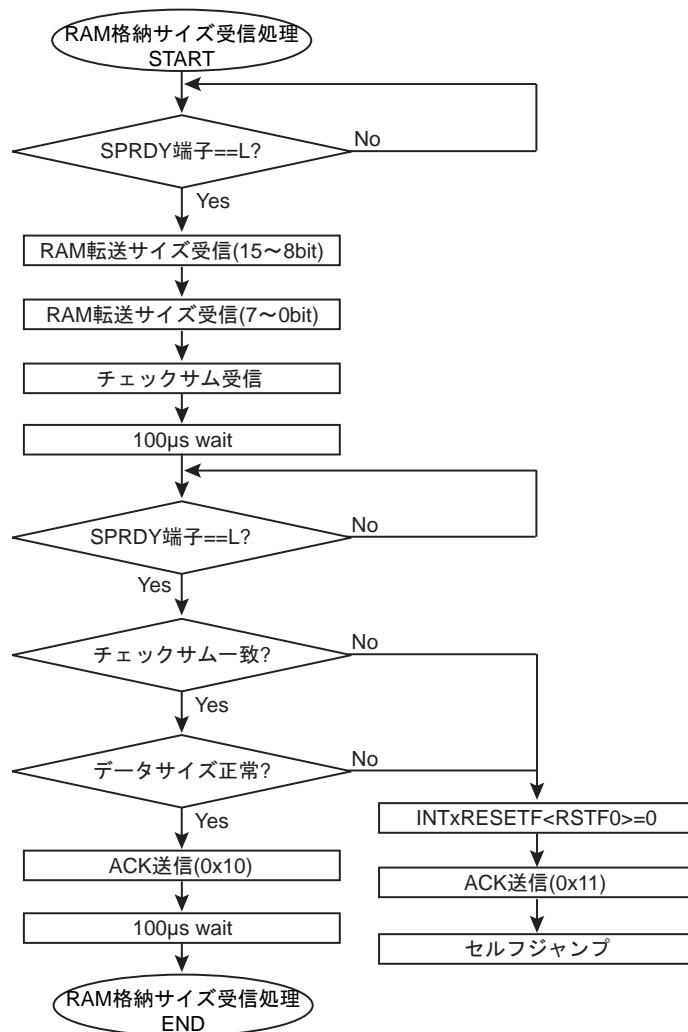 RAM格納サイズ受信処理
START
SPRDY端子==L?
No
Yes
RAM転送サイズ受信(15～8bit)
RAM転送サイズ受信(7～0bit)
チェックサム受信
100µs wait
SPRDY端子==L?
No
Yes
チェックサム一致?
No
Yes
データサイズ正常?
No
Yes
ACK送信(0x10)
100µs wait
RAM格納サイズ受信処理
END
INTxRESETF<RSTF0>=0
ACK送信(0x11)
セルフジャンプ